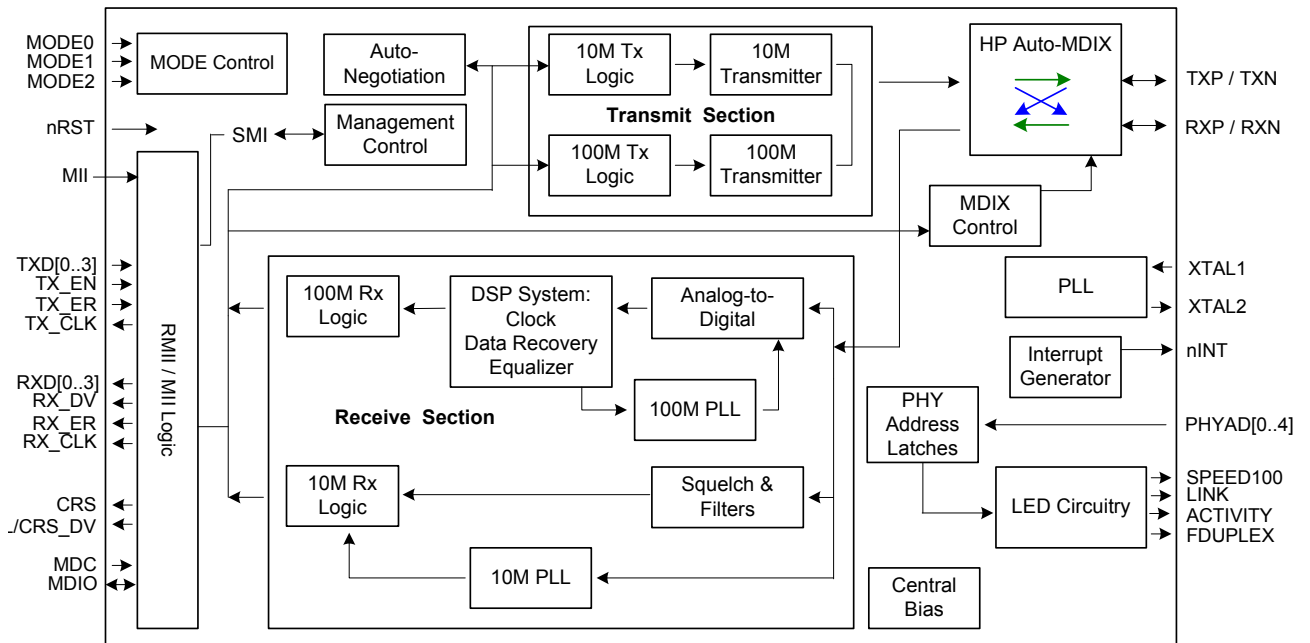 MODE0
MODE1
MODE2
nRST
MII
TXD[0..3]
TX_EN
TX_ER
TX_CLK
RXD[0..3]
RX_DV
RX_ER
RX_CLK
CRS
/CRS_DV
MDC
MDIO
MODE Control
Auto-
Negotiation
SMI
Management
Control
RMII / MII Logic
10M Tx
Logic
10M
Transmitter
Transmit Section
100M Tx
Logic
100M
Transmitter
HP Auto-MDIX
TXP / TXN
RXP / RXN
MDIX
Control
100M Rx
Logic
DSP System:
Clock
Data Recovery
Equalizer
Analog-to-
Digital
100M PLL
Receive Section
10M Rx
Logic
Squelch &
Filters
10M PLL
PLL
XTAL1
XTAL2
Interrupt
Generator
nINT
PHY
Address
Latches
PHYAD[0..4]
LED Circuitry
SPEED100
LINK
ACTIVITY
FDUPLEX
Central
Bias